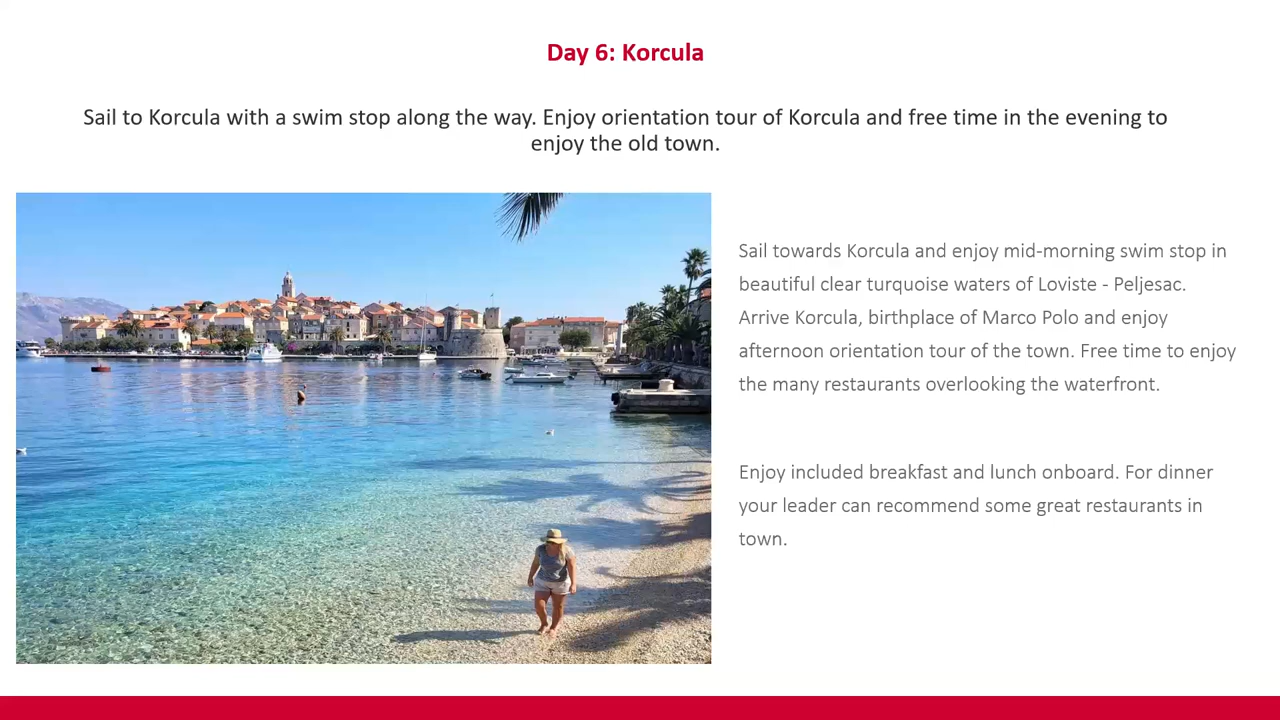 Day 6: Korcula
Sail to Korcula with a swim stop along the way. Enjoy orientation tour of Korcula and free time in the evening to
enjoy the old town.
Sail towards Korcula and enjoy mid-morning swim stop in
beautiful clear turquoise waters of Loviste - Peljesac.
Arrive Korcula, birthplace of Marco Polo and enjoy
afternoon orientation tour of the town. Free time to enjoy
the many restaurants overlooking the waterfront.
Enjoy included breakfast and lunch onboard. For dinner
your leader can recommend some great restaurants in
town.